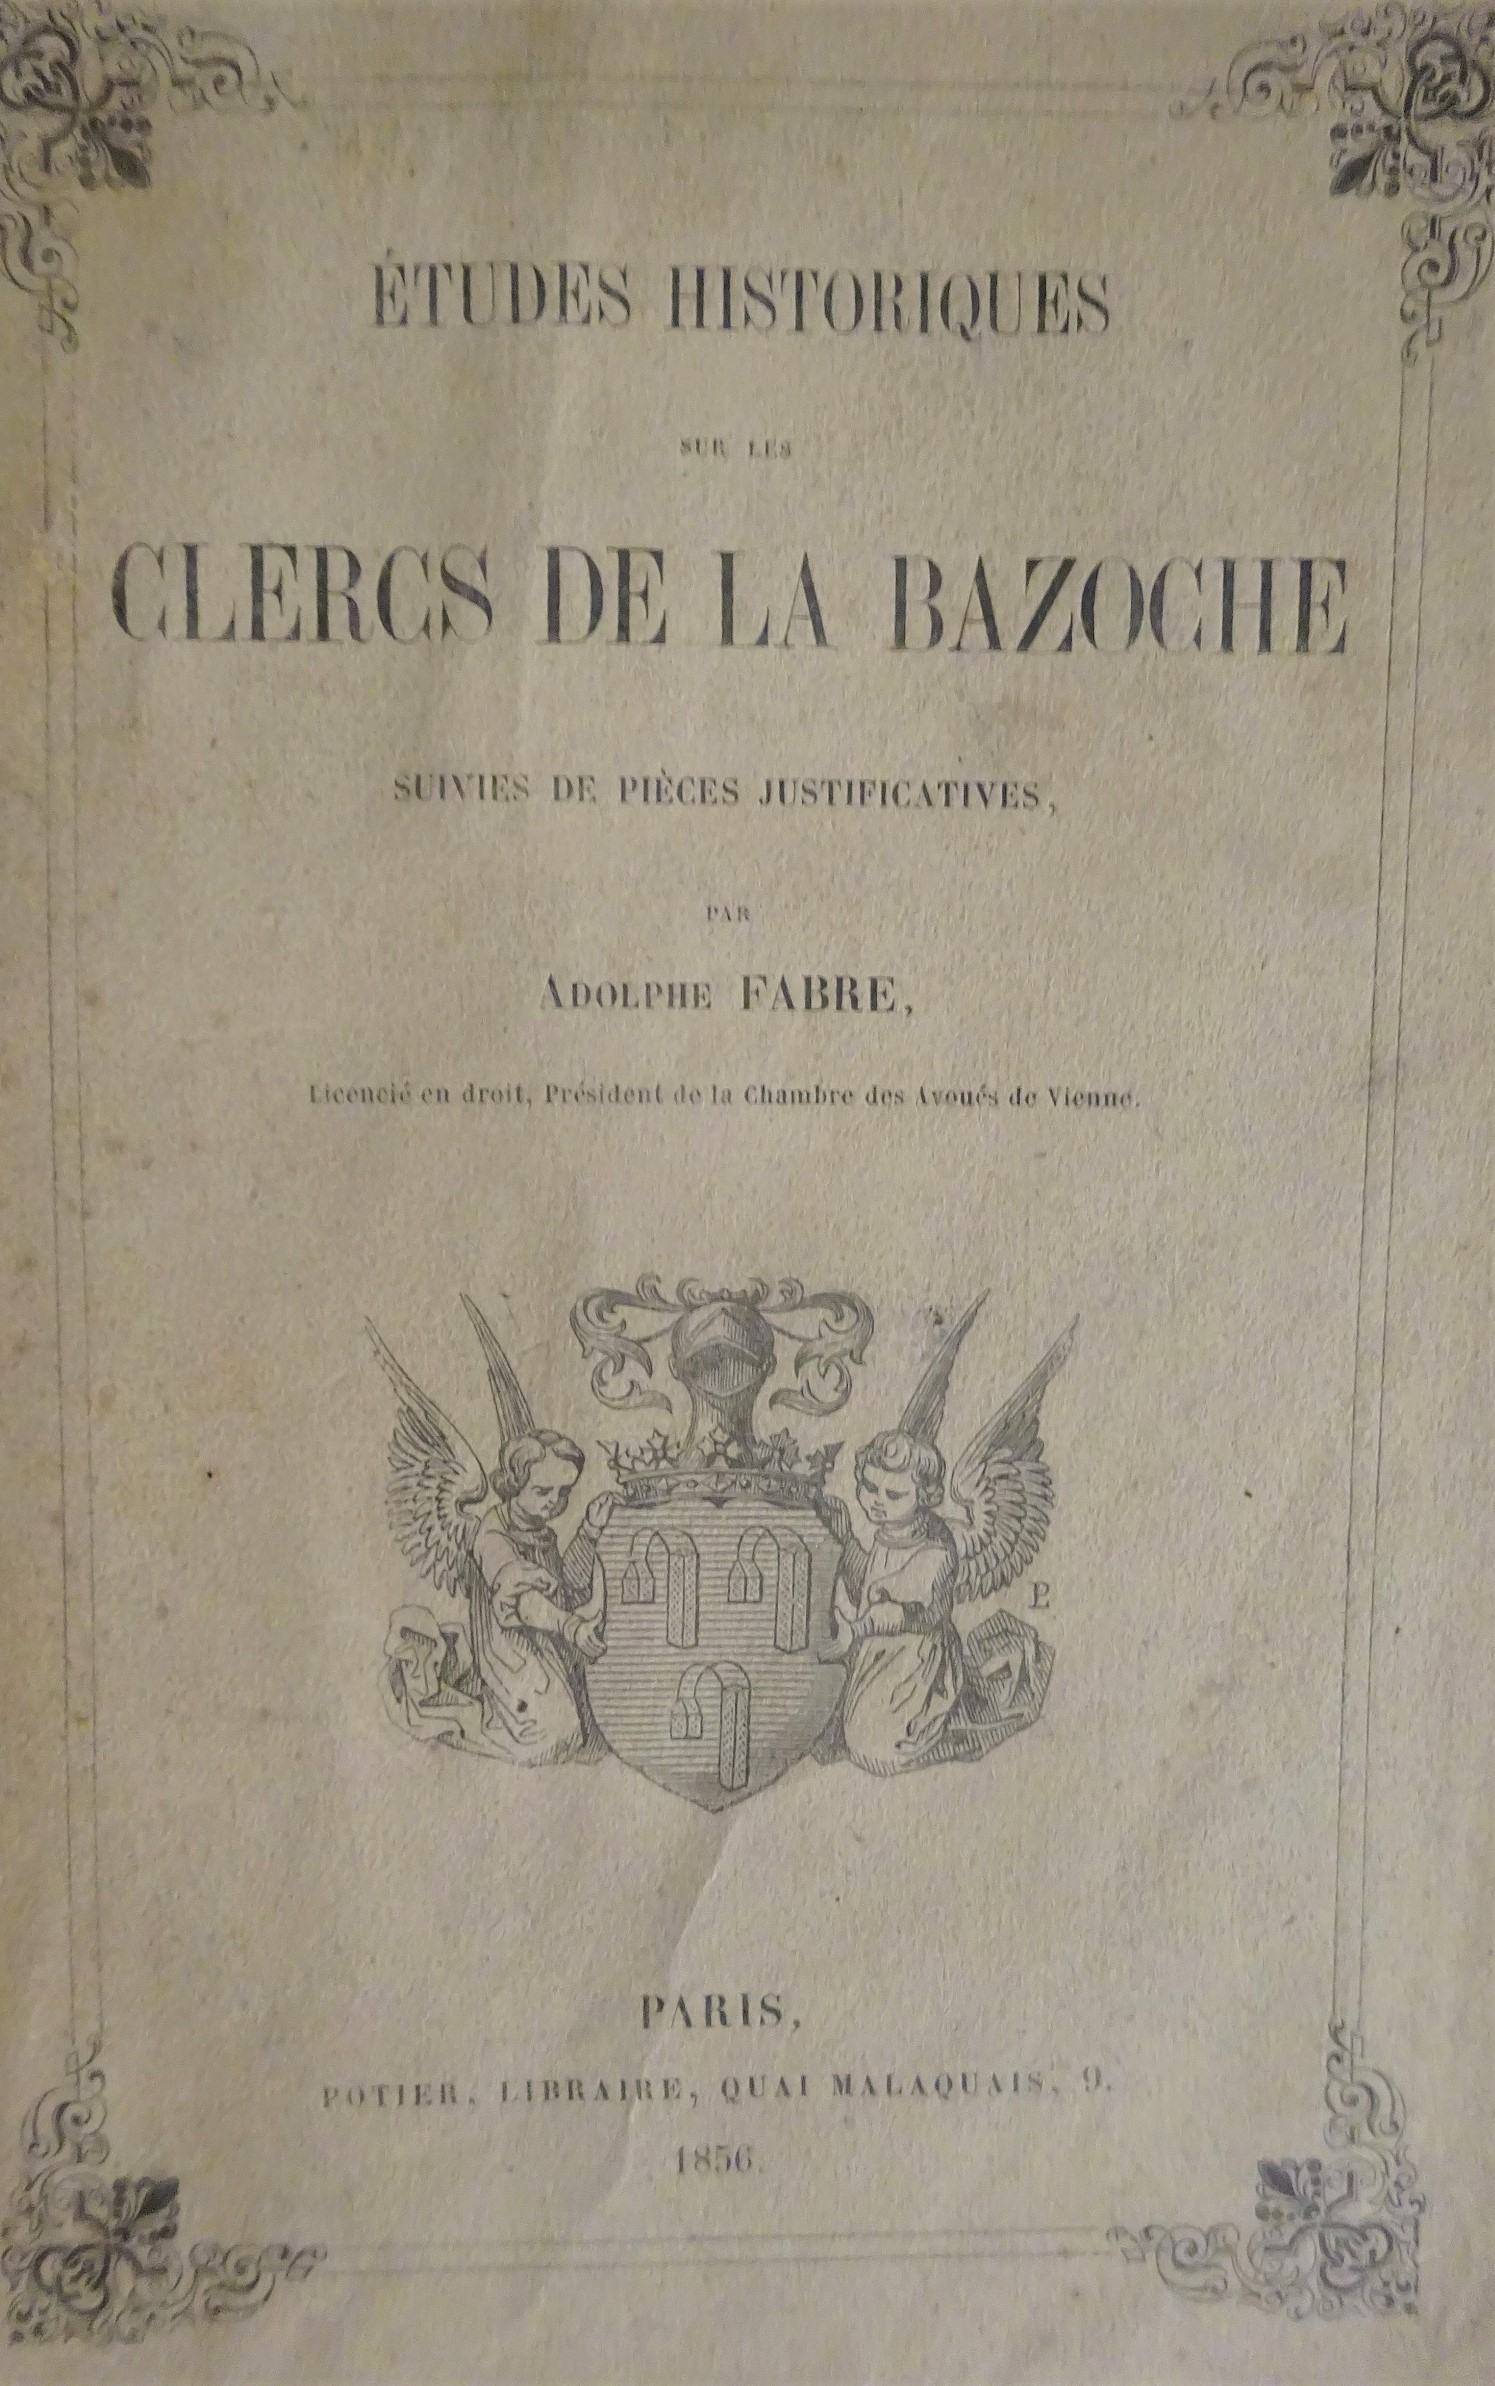 ÉTUDES HISTORIQUES
SUR LES
CLERCS DE LA BAZOCHE
SUIVIES DE PIÈCES JUSTIFICATIVES,
PAR
ADOLPHE FABRE,
Licencié en droit, Président de la Chambre des Avoués de Vienne.
P.
PARIS,
POTIER, LIBRAIRE, QUAI MALAQUAIS, 9.
1856.